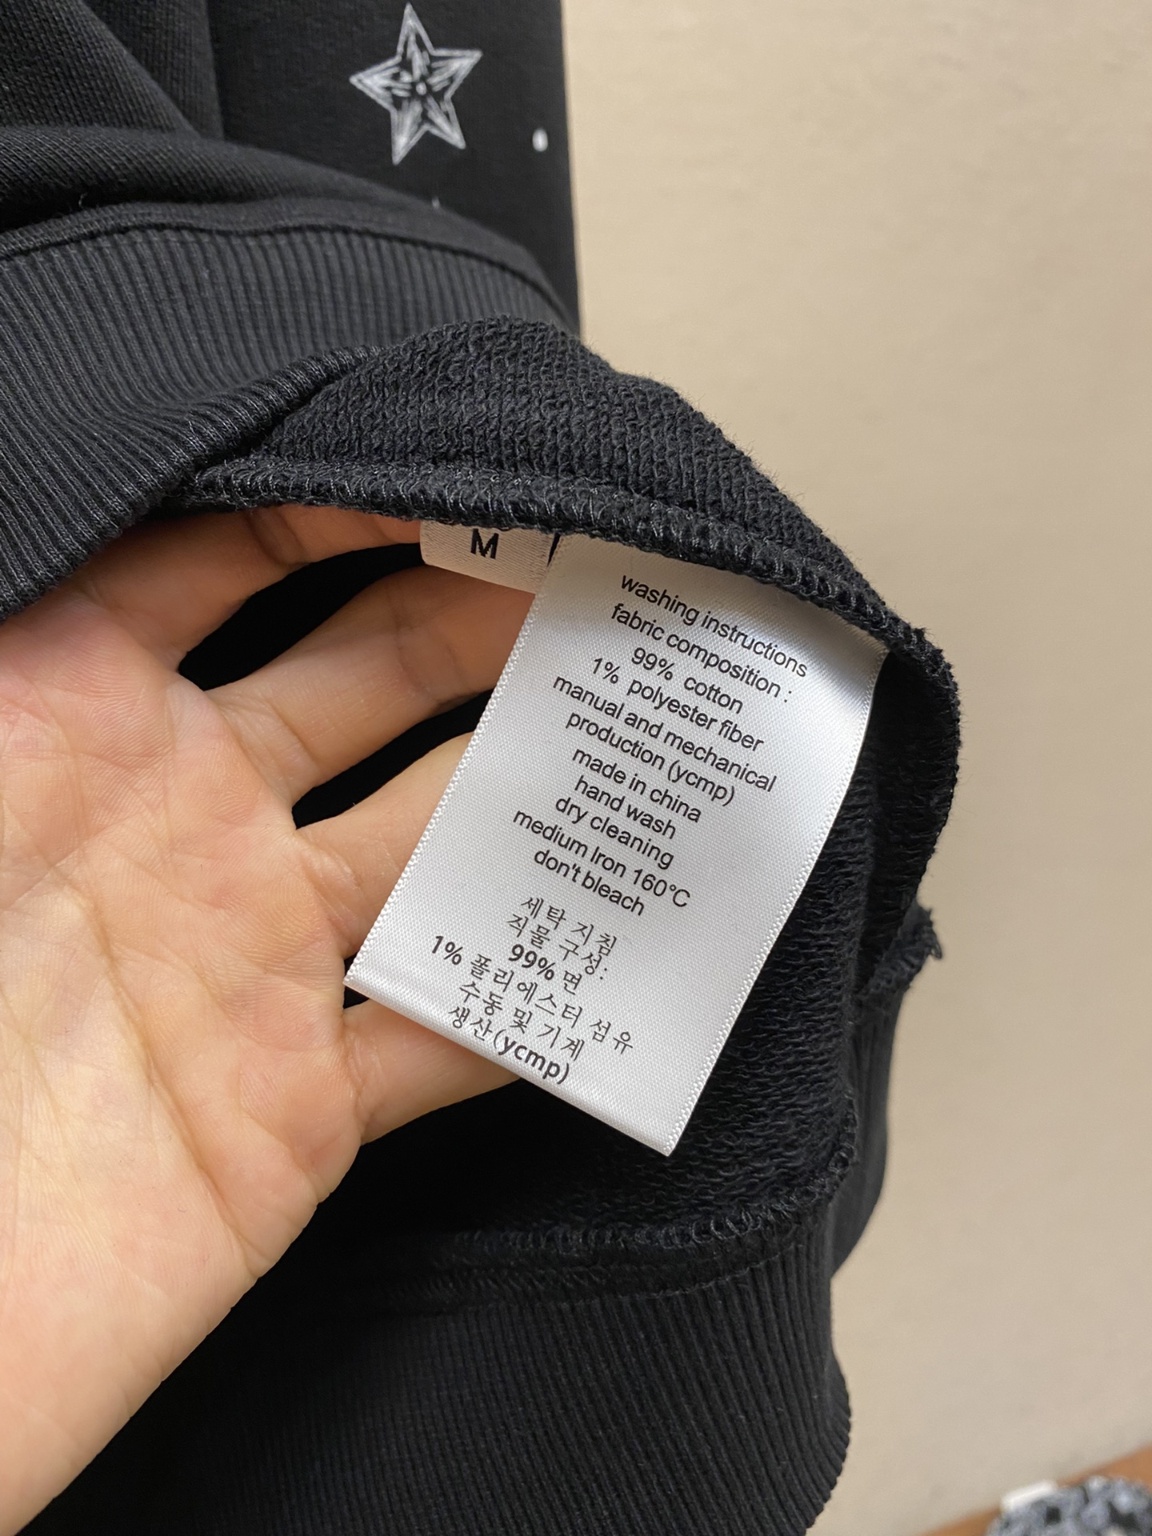 M
washing instructions
fabric composition :
99% cotton
1% polyester fiber
manual and mechanical
production (ycmp)
made in china
hand wash
dry cleaning
medium Iron 160°C
don't bleach
세탁 지침
직물 구성:
99% 면
1% 폴리에스터 섬유
수동 및 기계
생산(ycmp)